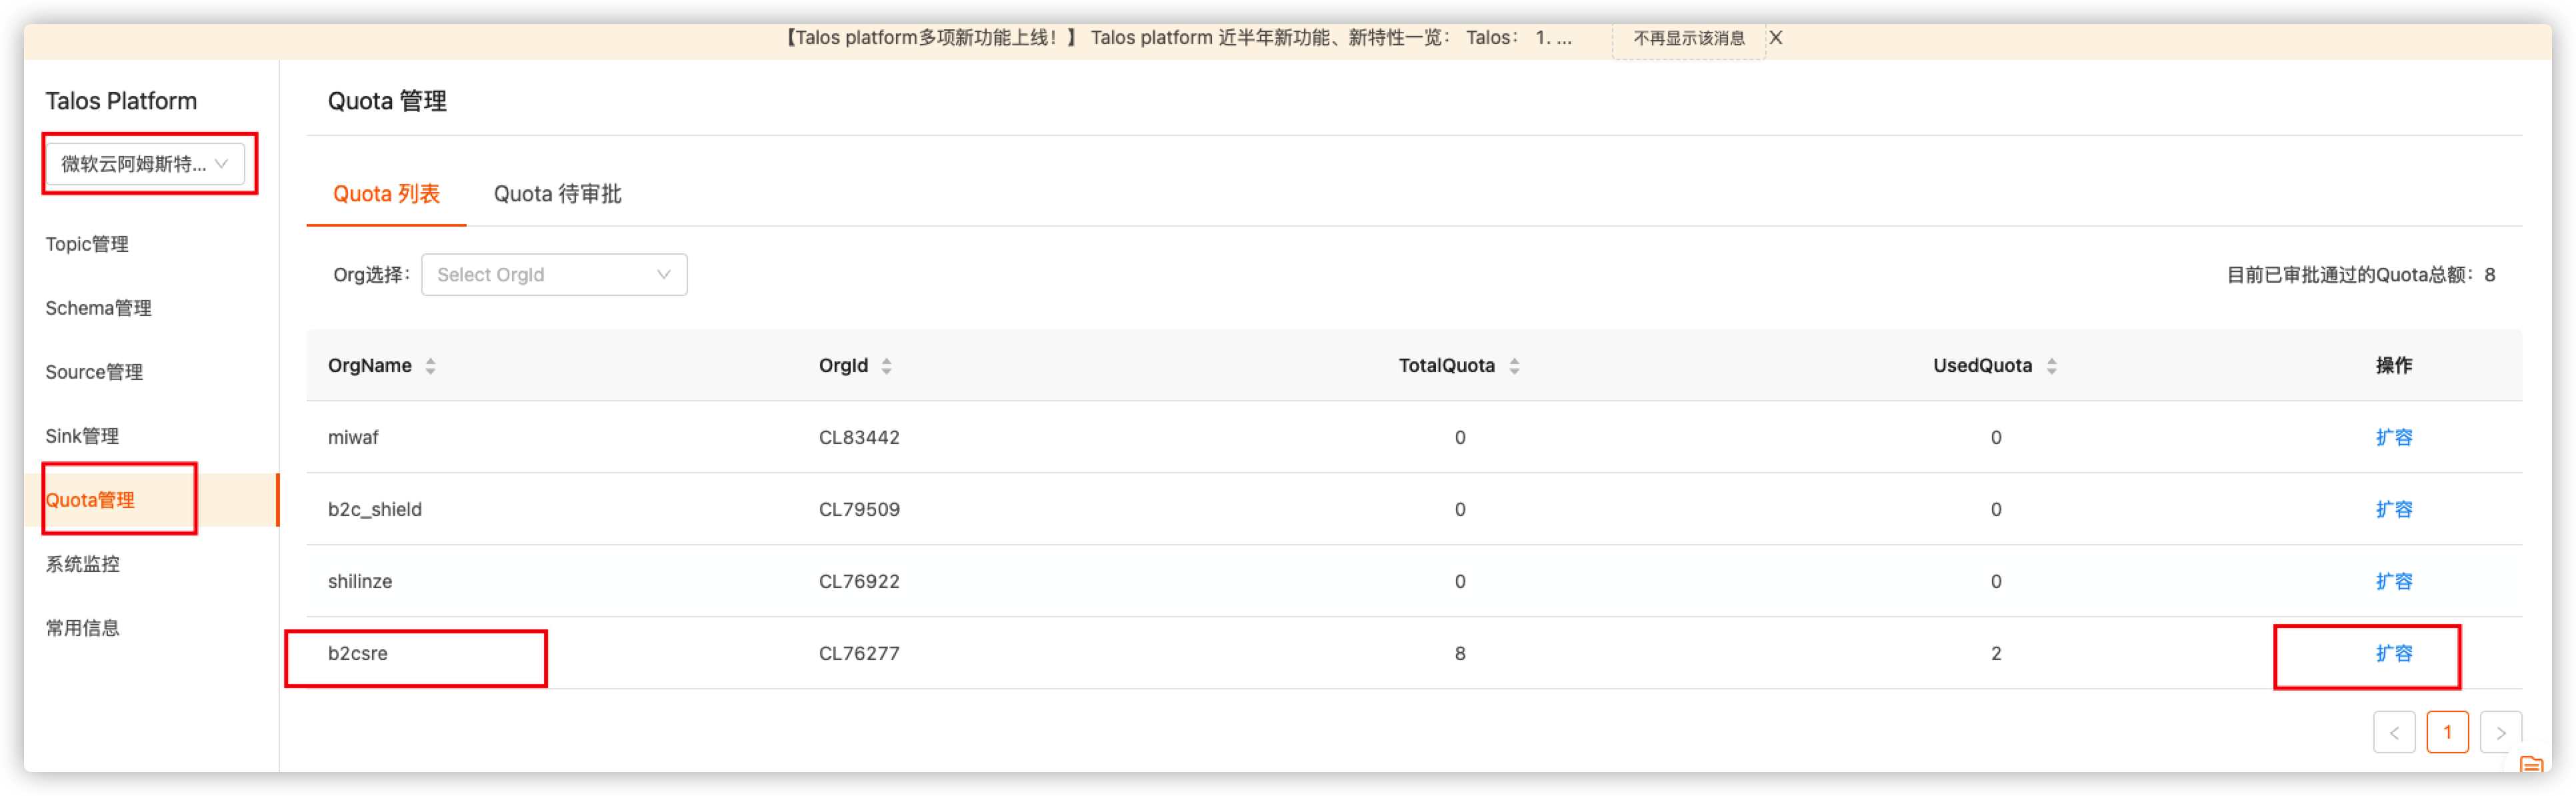 【Talos platform多项新功能上线！】 Talos platform 近半年新功能、新特性一览： Talos： 1. ... 不再显示该消息 X
Talos Platform
微软云阿姆斯特...
Topic管理
Schema管理
Source管理
Sink管理
Quota管理
系统监控
常用信息
Quota 管理
Quota 列表 Quota 待审批
Org选择： Select OrgId 目前已审批通过的Quota总额：8
OrgName OrgId TotalQuota UsedQuota 操作
miwaf CL83442 0 0 扩容
b2c_shield CL79509 0 0 扩容
shilinze CL76922 0 0 扩容
b2csre CL76277 8 2 扩容
< 1 >